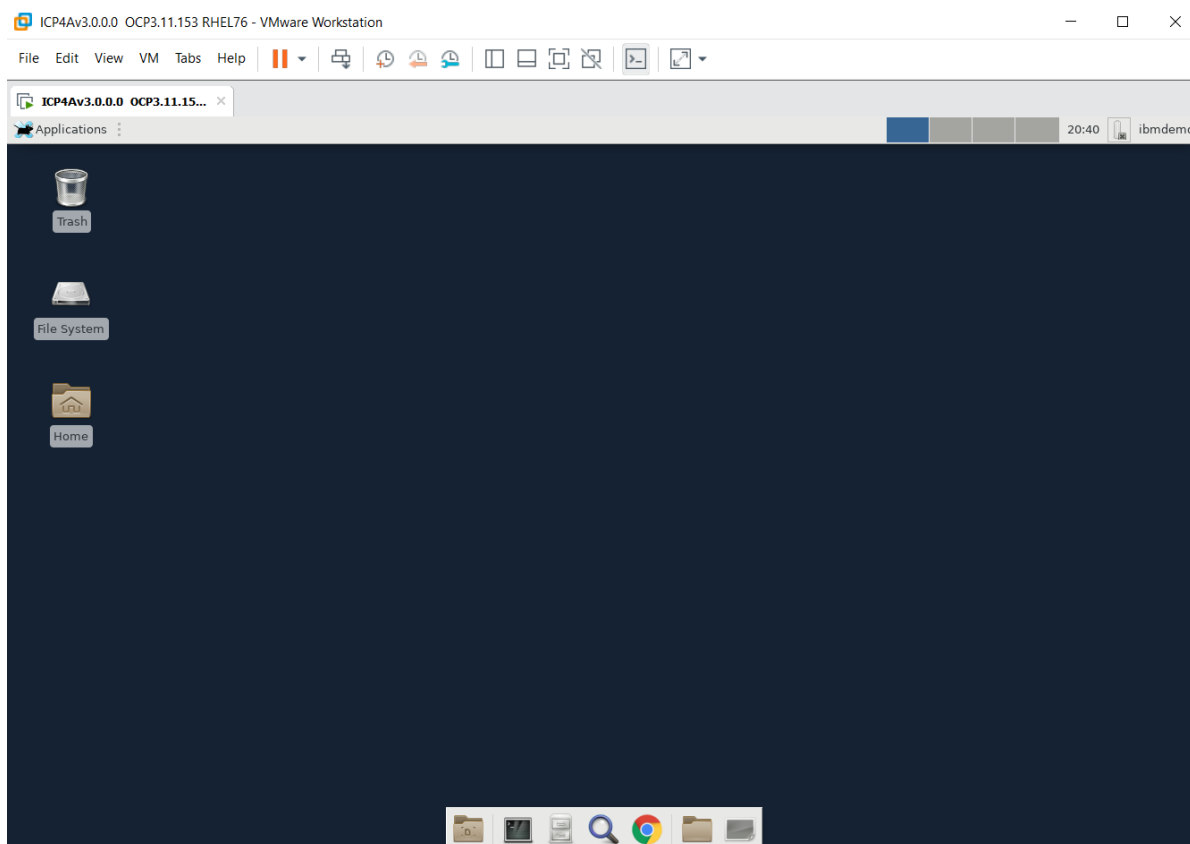 ICP4Av3.0.0.0 OCP3.11.153 RHEL76 - VMware Workstation
File Edit View VM Tabs Help
ICP4Av3.0.0.0 OCP3.11.15...
Applications 20:40 ibmdemo
Trash
File System
Home